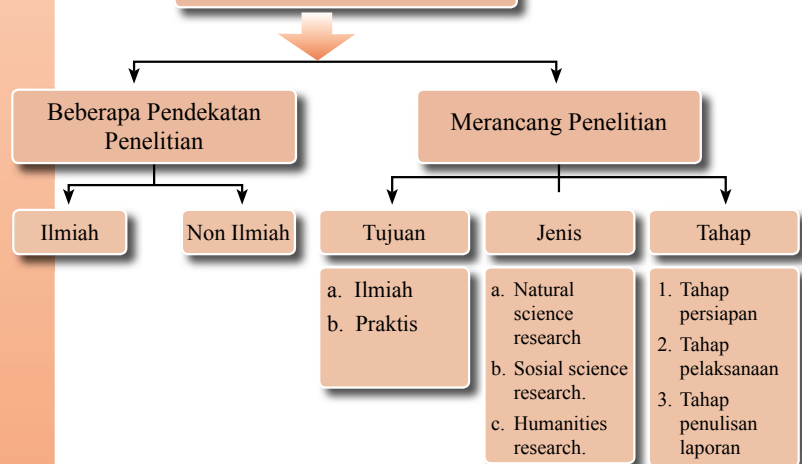 Beberapa Pendekatan
Penelitian
Merancang Penelitian
Ilmiah
Non Ilmiah
Tujuan
Jenis
Tahap
a. Ilmiah
b. Praktis
a. Natural
science
research
b. Sosial science
research.
c. Humanities
research.
1. Tahap
persiapan
2. Tahap
pelaksanaan
3. Tahap
penulisan
laporan